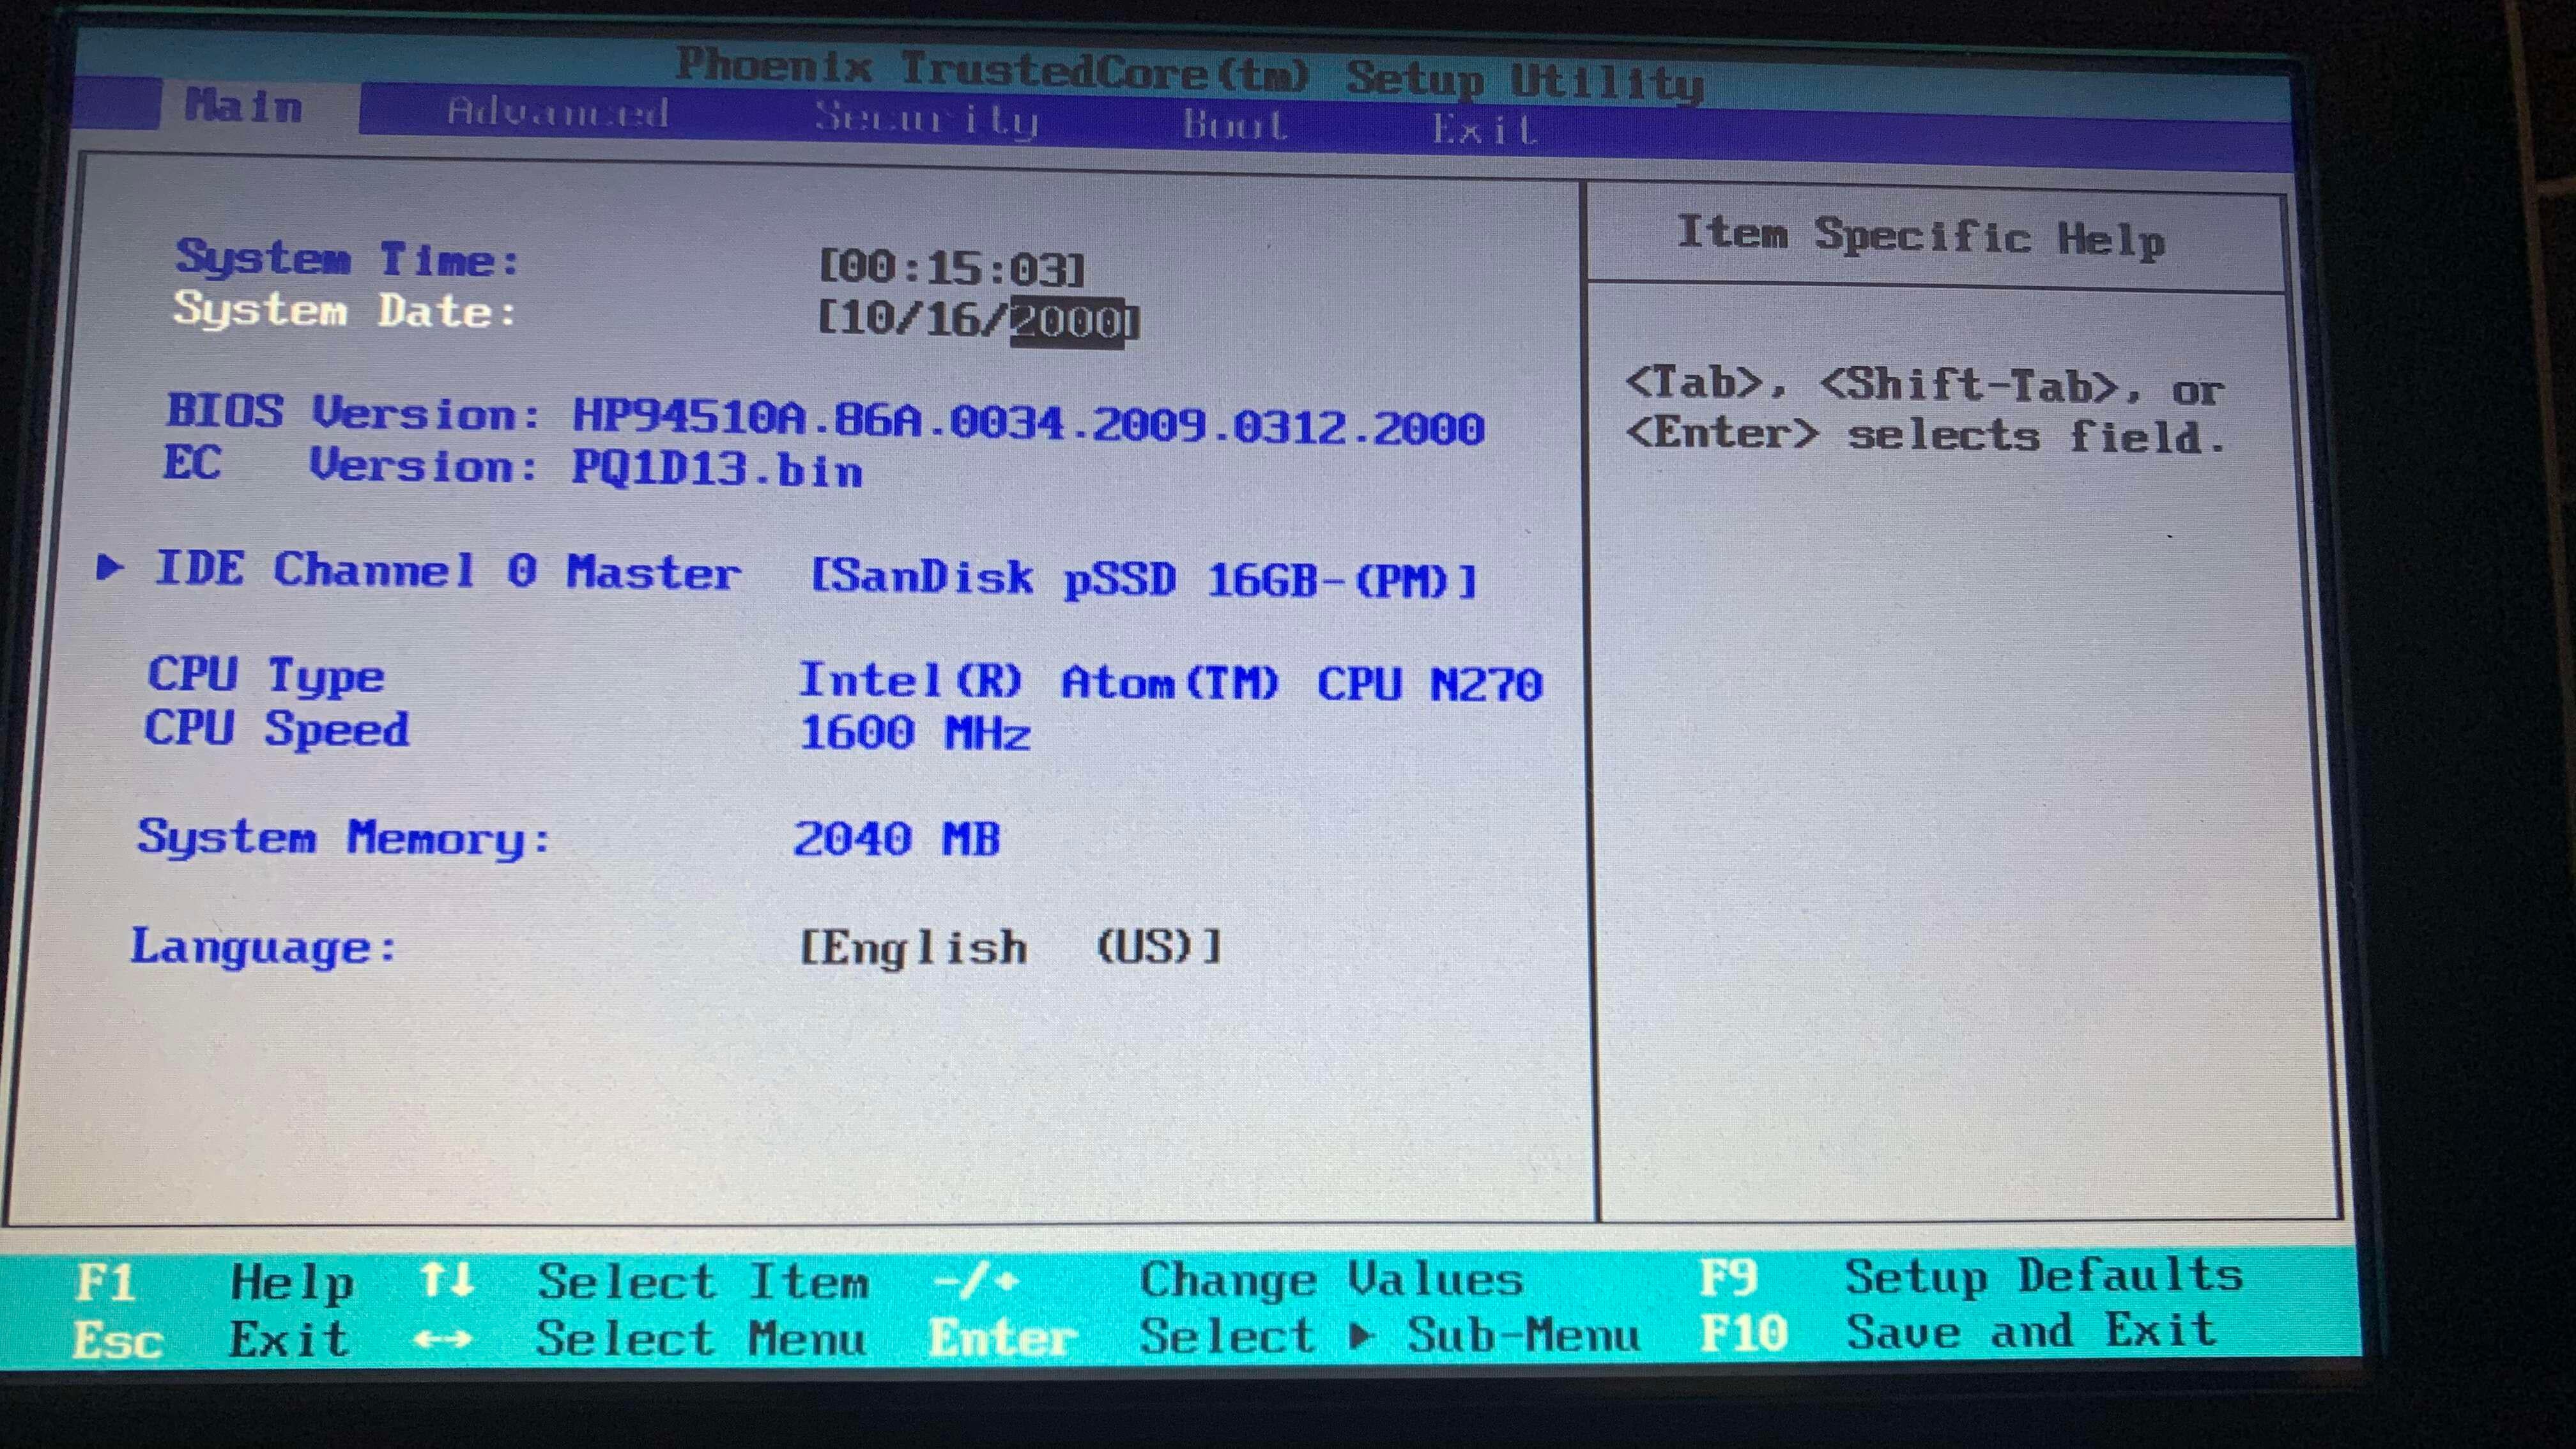 Phoenix TrustedCore(tm) Setup Utility
Main Advanced Security Boot Exit
System Time: [00:15:03]
System Date: [10/16/2000]
BIOS Version: HP94510A.86A.0034.2009.0312.2000
EC Version: PQ1D13.bin
▶ IDE Channel 0 Master [SanDisk pSSD 16GB-(PM)]
CPU Type Intel(R) Atom(TM) CPU N270
CPU Speed 1600 MHz
System Memory: 2040 MB
Language: [English (US)]
Item Specific Help
<Tab>, <Shift-Tab>, or
<Enter> selects field.
F1 Help ↑↓ Select Item -/+ Change Values F9 Setup Defaults
Esc Exit ↔ Select Menu Enter Select ▶ Sub-Menu F10 Save and Exit